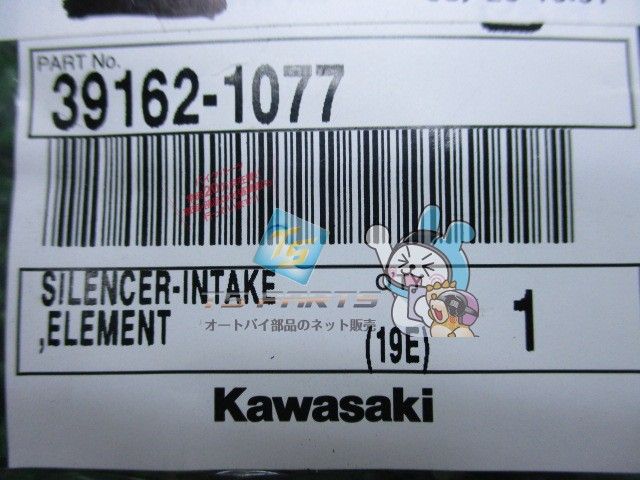 PART No.
39162-1077
TS
SILENCER-INTAKE
,ELEMENT
TS PARTS
オートバイ部品のネット販売
(19E)
1
Kawasaki